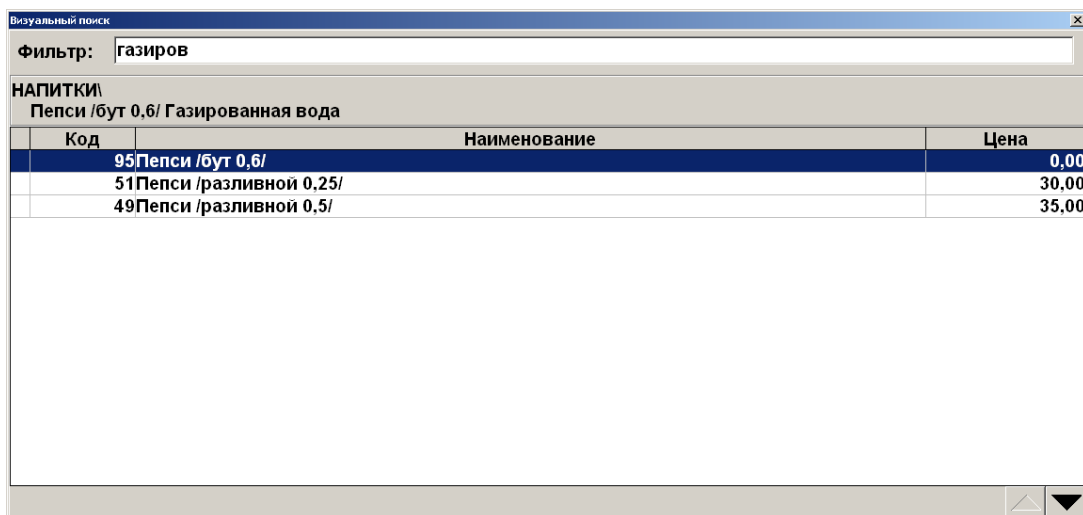 Визуальный поиск
Фильтр: газиров
НАПИТКИ\
Пепси /бут 0,6/ Газированная вода
Код Наименование Цена
95 Пепси /бут 0,6/ 0,00
51 Пепси /разливной 0,25/ 30,00
49 Пепси /разливной 0,5/ 35,00